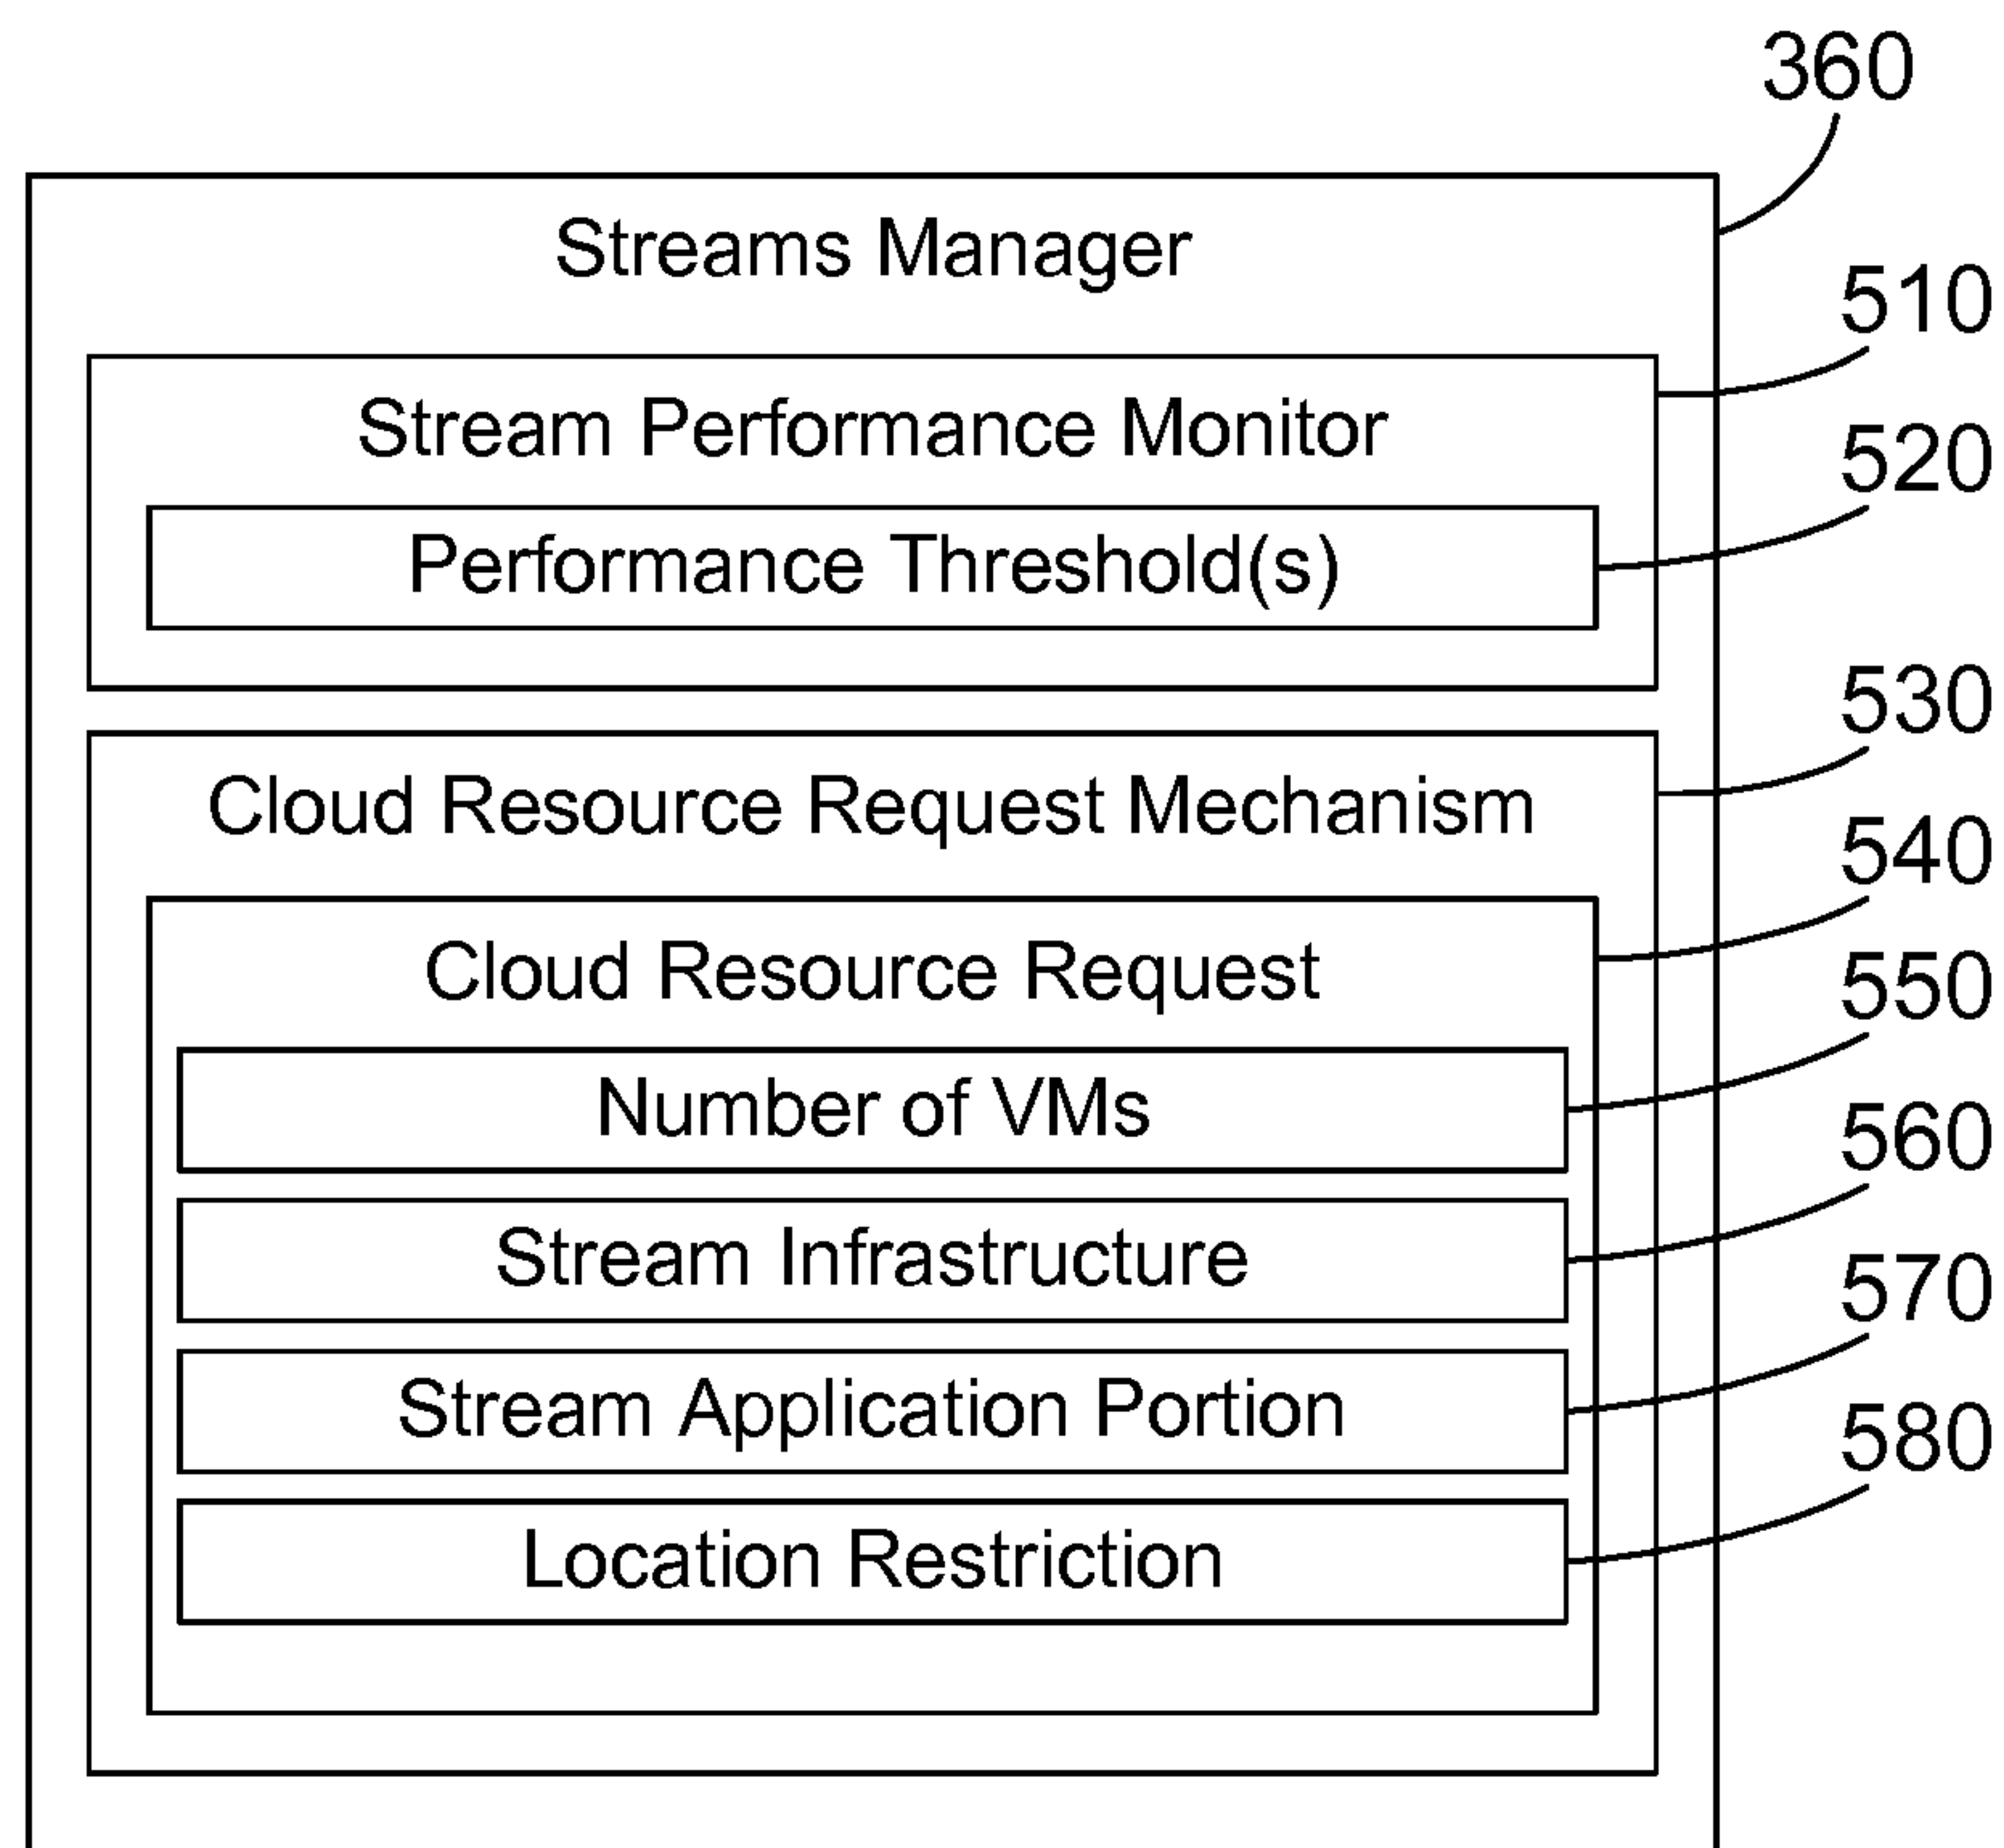 360
Streams Manager
510
Stream Performance Monitor
520
Performance Threshold(s)
530
Cloud Resource Request Mechanism
540
Cloud Resource Request
550
Number of VMs
560
Stream Infrastructure
570
Stream Application Portion
580
Location Restriction